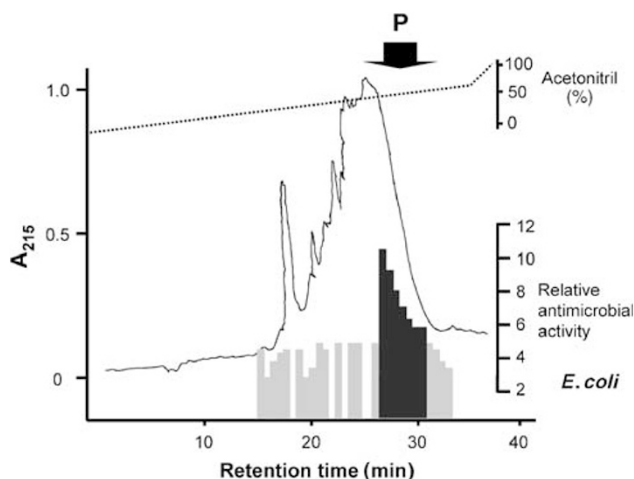 P
1.0
0.5
0
A215
100
50
0
Acetonitril
(%)
12
10
8
6
4
2
Relative
antimicrobial
activity
E. coli
10 20 30 40
Retention time (min)